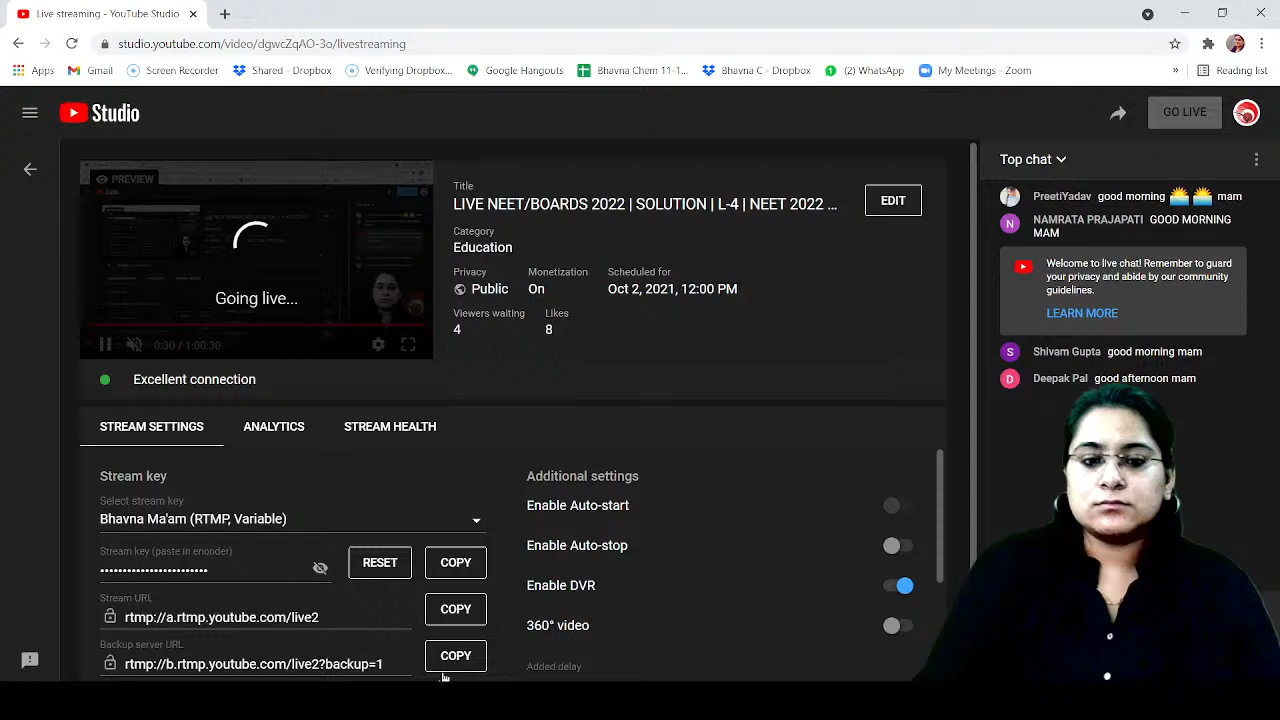 Live streaming - YouTube Studio
studio.youtube.com/video/dgwcZqAO-3o/livestreaming
Apps Gmail Screen Recorder Shared - Dropbox Verifying Dropbox... Google Hangouts Bhavna Chem 11-1... Bhavna C - Dropbox (2) WhatsApp My Meetings - Zoom » Reading list
Studio
GO LIVE
PREVIEW
Going live...
0:30 / 1:00:30
Title
LIVE NEET/BOARDS 2022 | SOLUTION | L-4 | NEET 2022 ...
EDIT
Category
Education
Privacy Monetization Scheduled for
Public On Oct 2, 2021, 12:00 PM
Viewers waiting Likes
4 8
Excellent connection
STREAM SETTINGS ANALYTICS STREAM HEALTH
Stream key
Select stream key
Bhavna Ma'am (RTMP, Variable)
Stream key (paste in encoder)
RESET COPY
Stream URL
rtmp://a.rtmp.youtube.com/live2
COPY
Backup server URL
rtmp://b.rtmp.youtube.com/live2?backup=1
COPY
Additional settings
Enable Auto-start
Enable Auto-stop
Enable DVR
360° video
Added delay
Top chat
PreetiYadav good morning 🌅🌅 mam
N NAMRATA PRAJAPATI GOOD MORNING
MAM
Welcome to live chat! Remember to guard
your privacy and abide by our community
guidelines.
LEARN MORE
S Shivam Gupta good morning mam
D Deepak Pal good afternoon mam